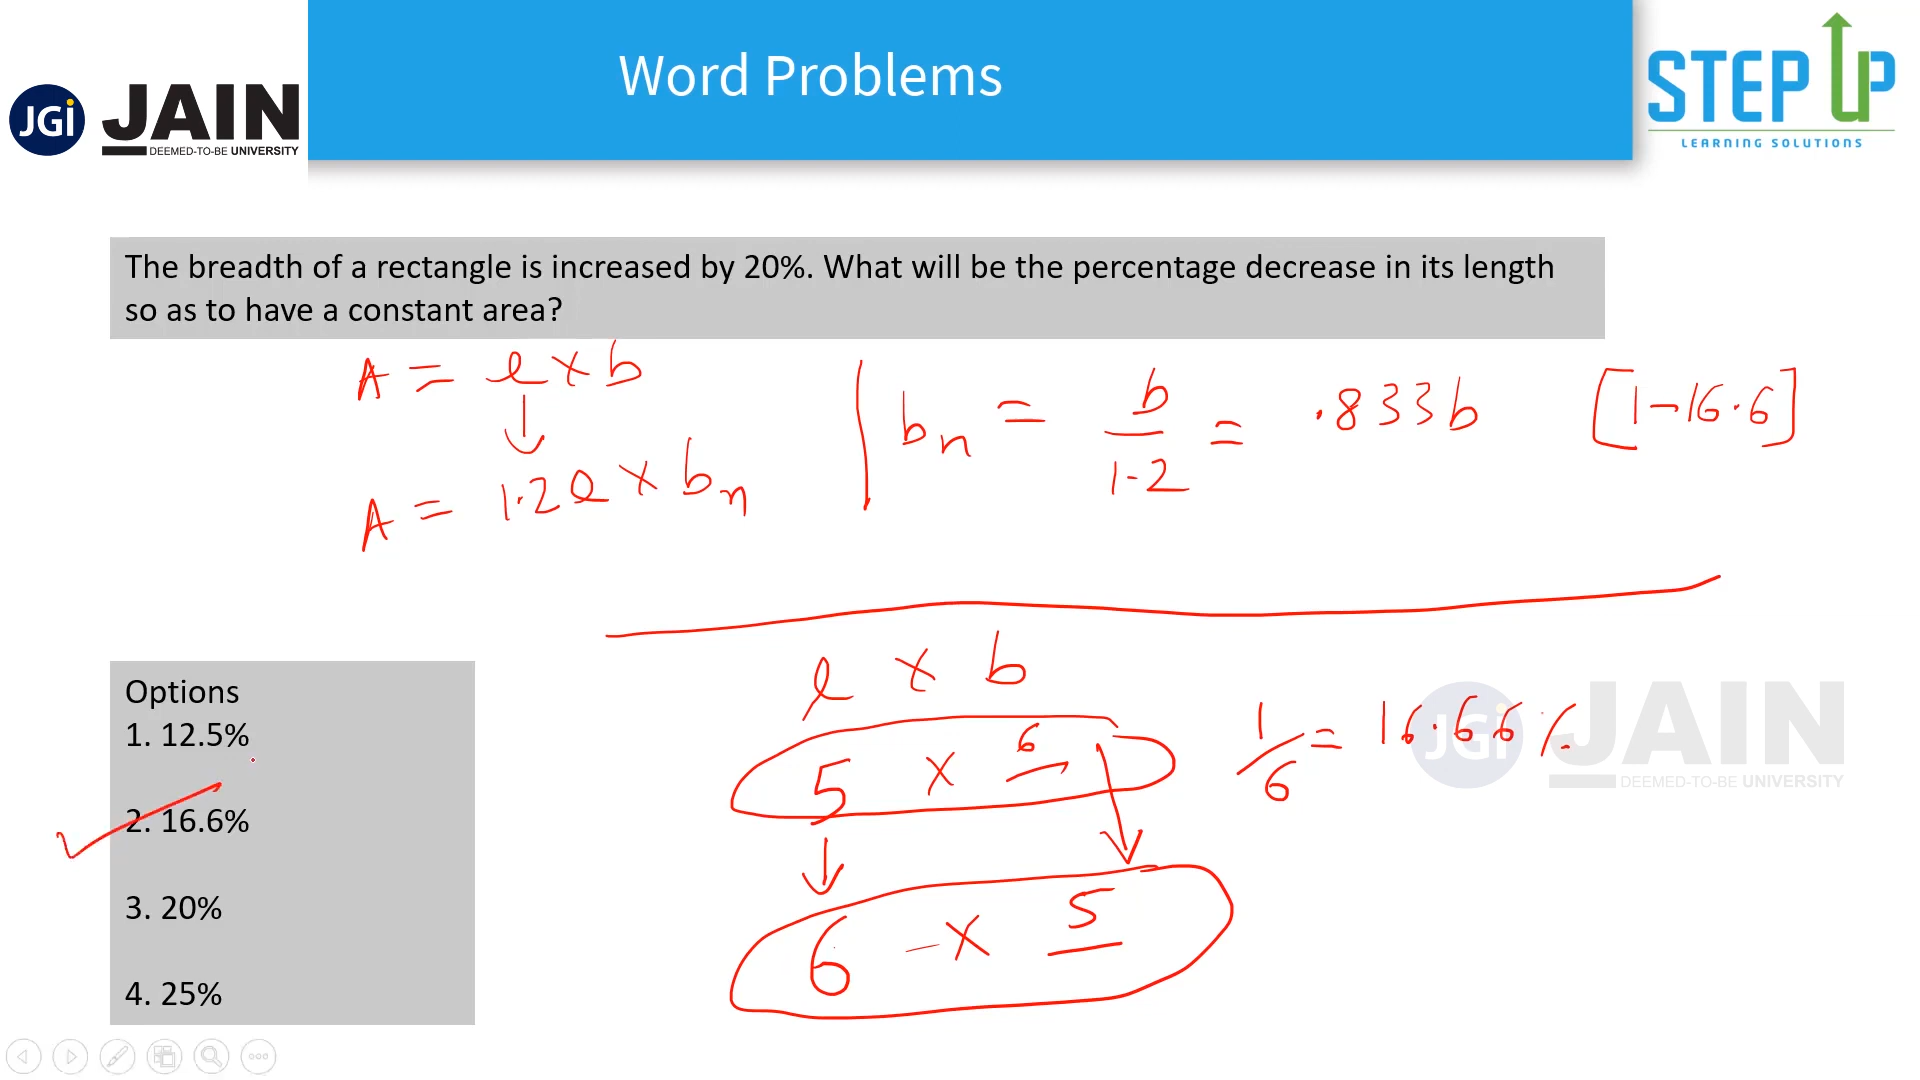 Word Problems
JGi JAIN
DEEMED-TO-BE UNIVERSITY
STEP UP
LEARNING SOLUTIONS
The breadth of a rectangle is increased by 20%. What will be the percentage decrease in its length
so as to have a constant area?
A = l × b
A = 1.2l × bn
bn = b/1.2 = .833b [1-16.6]
l × b
5 × 6
1/6 = 16.66%
6 - × 5
Options
1. 12.5%
2. 16.6%
3. 20%
4. 25%
JGi JAIN
DEEMED-TO-BE UNIVERSITY